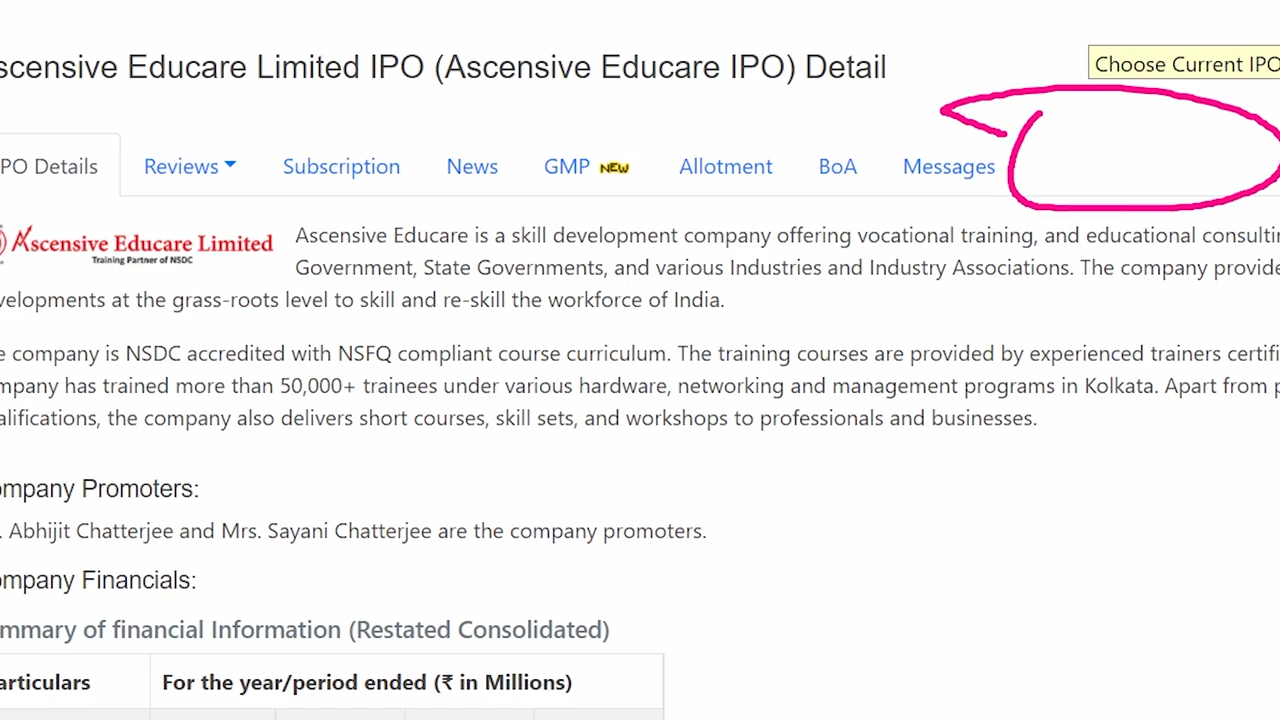 scensive Educare Limited IPO (Ascensive Educare IPO) Detail
Choose Current IPO
PO Details Reviews Subscription News GMP NEW Allotment BoA Messages
Ascensive Educare Limited
Training Partner of NSDC
Ascensive Educare is a skill development company offering vocational training, and educational consultin
Government, State Governments, and various Industries and Industry Associations. The company provide
velopments at the grass-roots level to skill and re-skill the workforce of India.
e company is NSDC accredited with NSFQ compliant course curriculum. The training courses are provided by experienced trainers certifi
mpany has trained more than 50,000+ trainees under various hardware, networking and management programs in Kolkata. Apart from p
alifications, the company also delivers short courses, skill sets, and workshops to professionals and businesses.
ompany Promoters:
. Abhijit Chatterjee and Mrs. Sayani Chatterjee are the company promoters.
ompany Financials:
mmary of financial Information (Restated Consolidated)
articulars For the year/period ended (₹ in Millions)